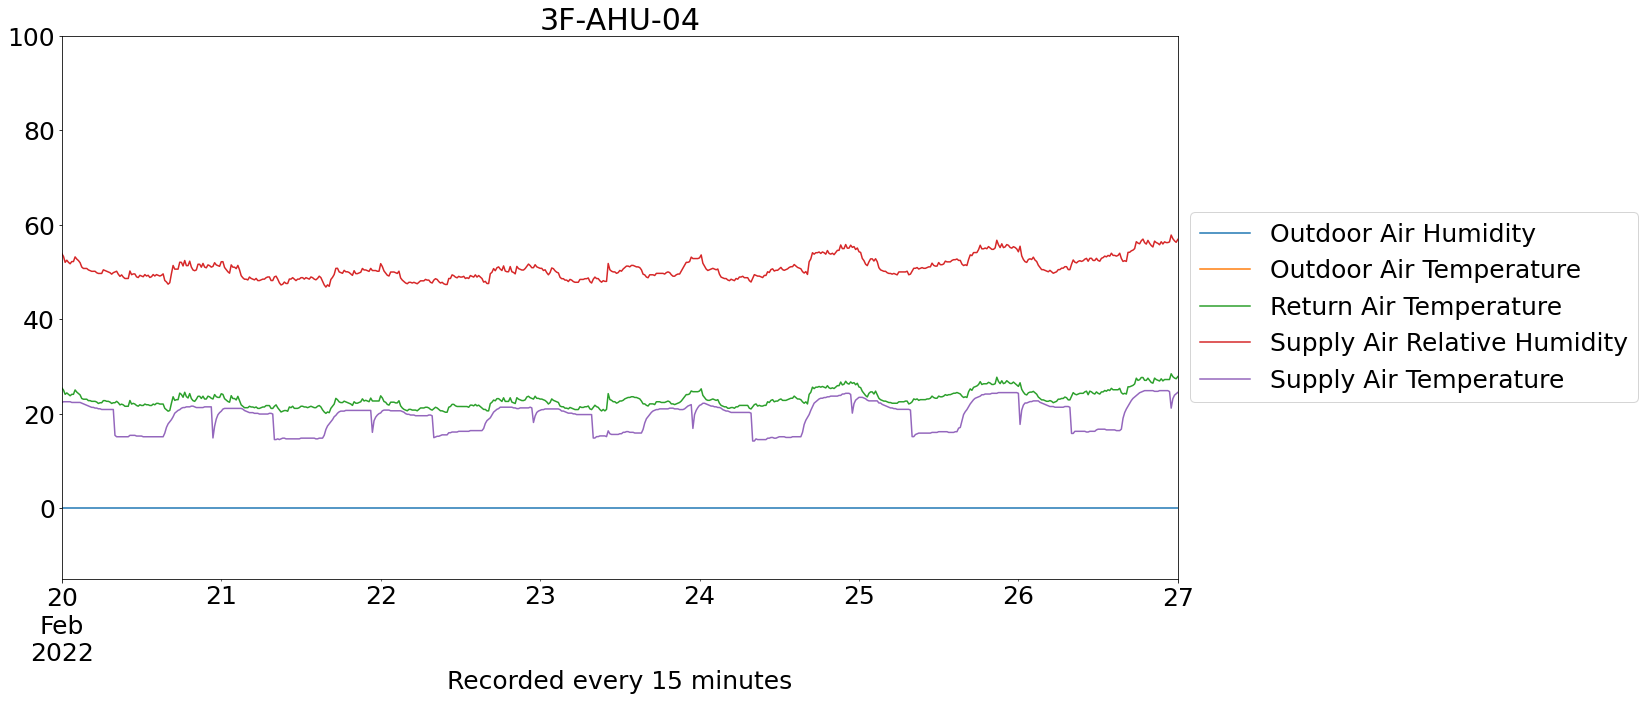 3F-AHU-04
100
80
60
40
20
0
20 21 22 23 24 25 26 27
Feb
2022
Recorded every 15 minutes
Outdoor Air Humidity
Outdoor Air Temperature
Return Air Temperature
Supply Air Relative Humidity
Supply Air Temperature